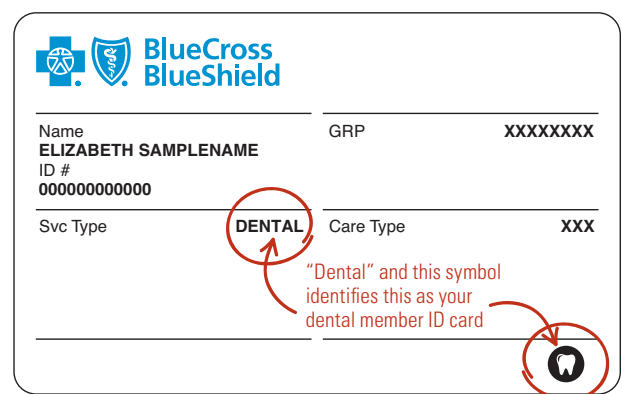 BlueCross
BlueShield
Name
ELIZABETH SAMPLENAME
ID #
000000000000
GRP XXXXXXXX
Svc Type DENTAL
Care Type XXX
"Dental" and this symbol
identifies this as your
dental member ID card